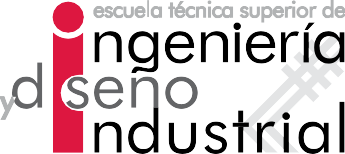 escuela técnica superior de
ingeniería
y diseño
industrial